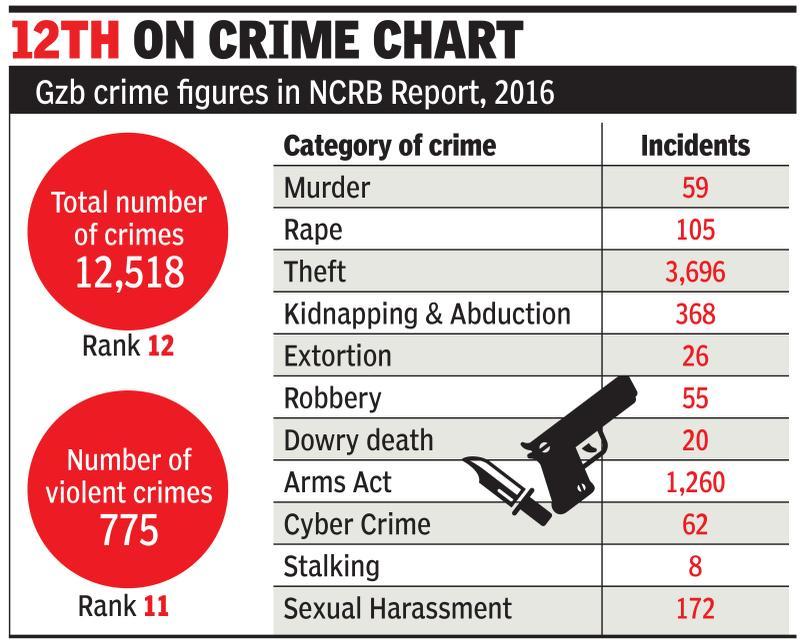 12TH ON CRIME CHART
Gzb crime figures in NCRB Report, 2016
Total number
of crimes
12,518
Rank 12
Number of
violent crimes
775
Rank 11
Category of crime Incidents
Murder 59
Rape 105
Theft 3,696
Kidnapping & Abduction 368
Extortion 26
Robbery 55
Dowry death 20
Arms Act 1,260
Cyber Crime 62
Stalking 8
Sexual Harassment 172